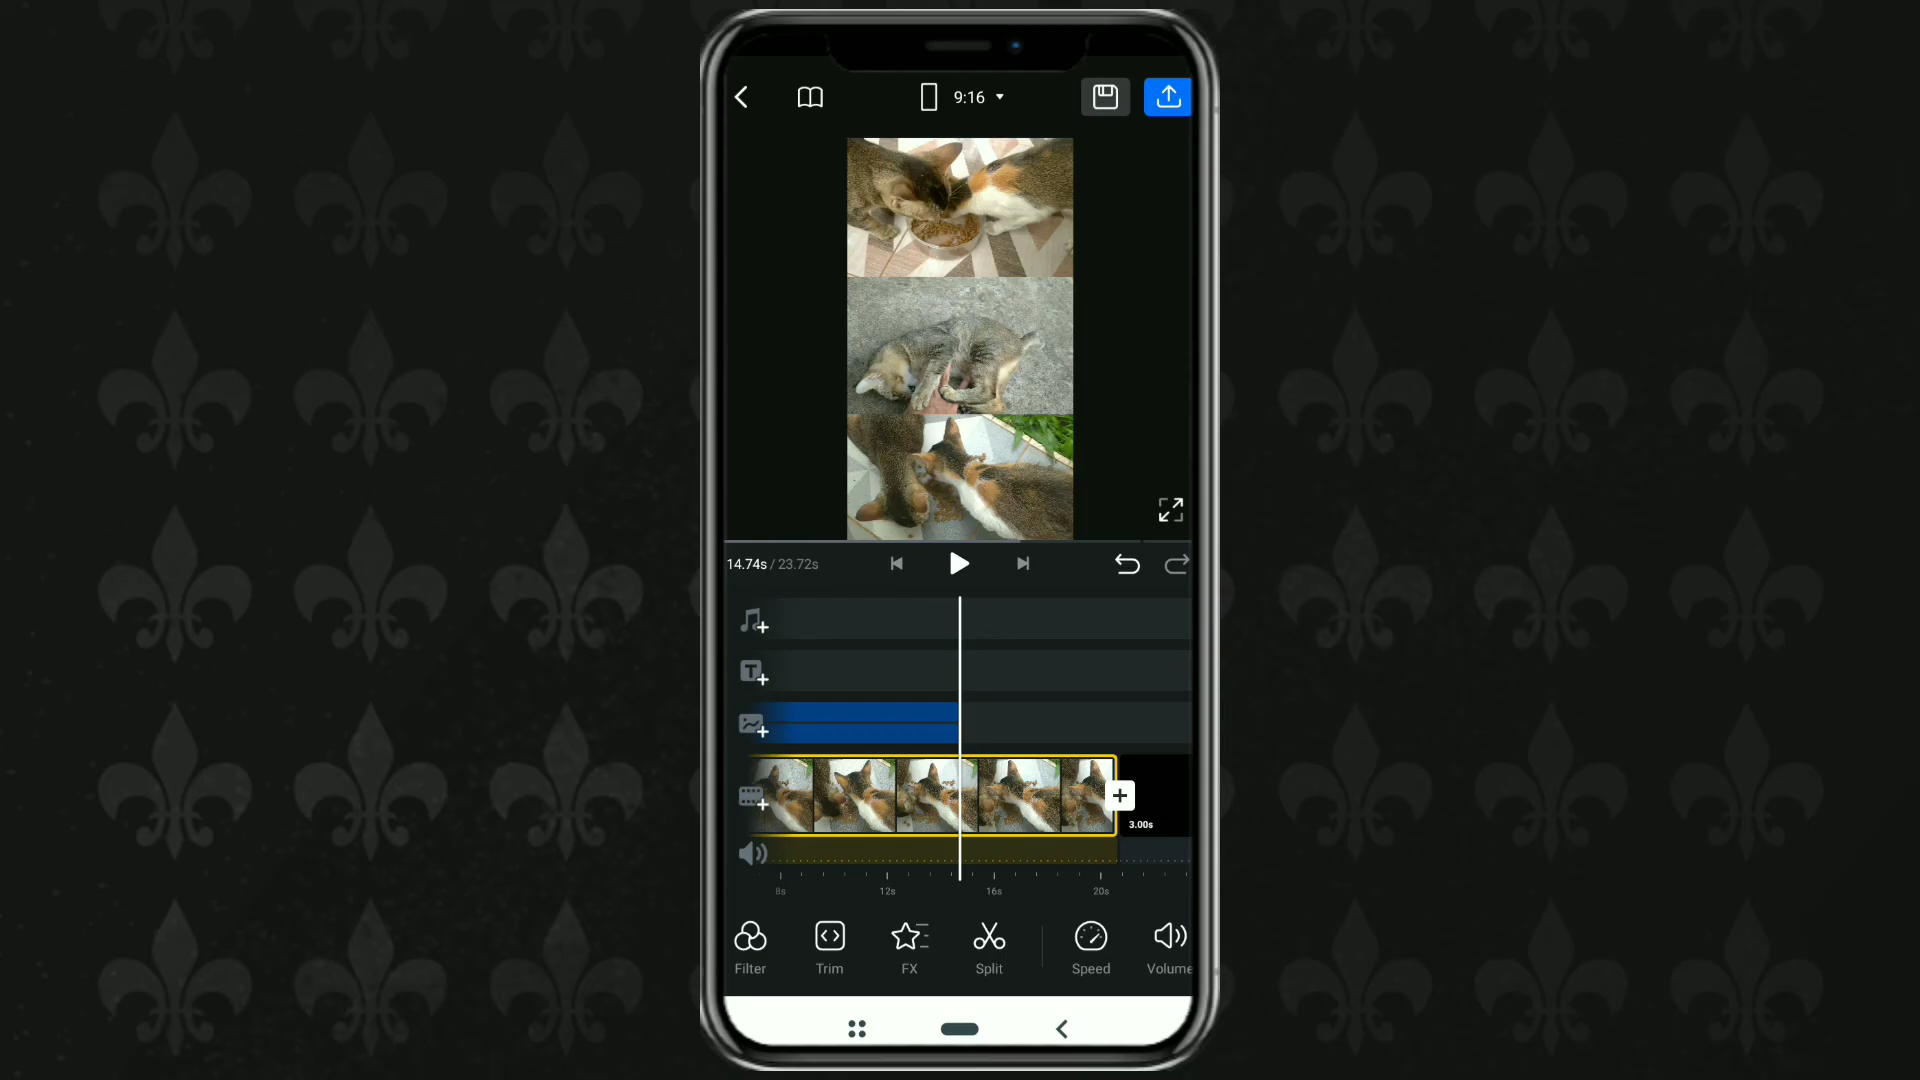 9:16
14.74s / 23.72s
T
3.00s
8s 12s 16s 20s
Filter Trim FX Split Speed Volume